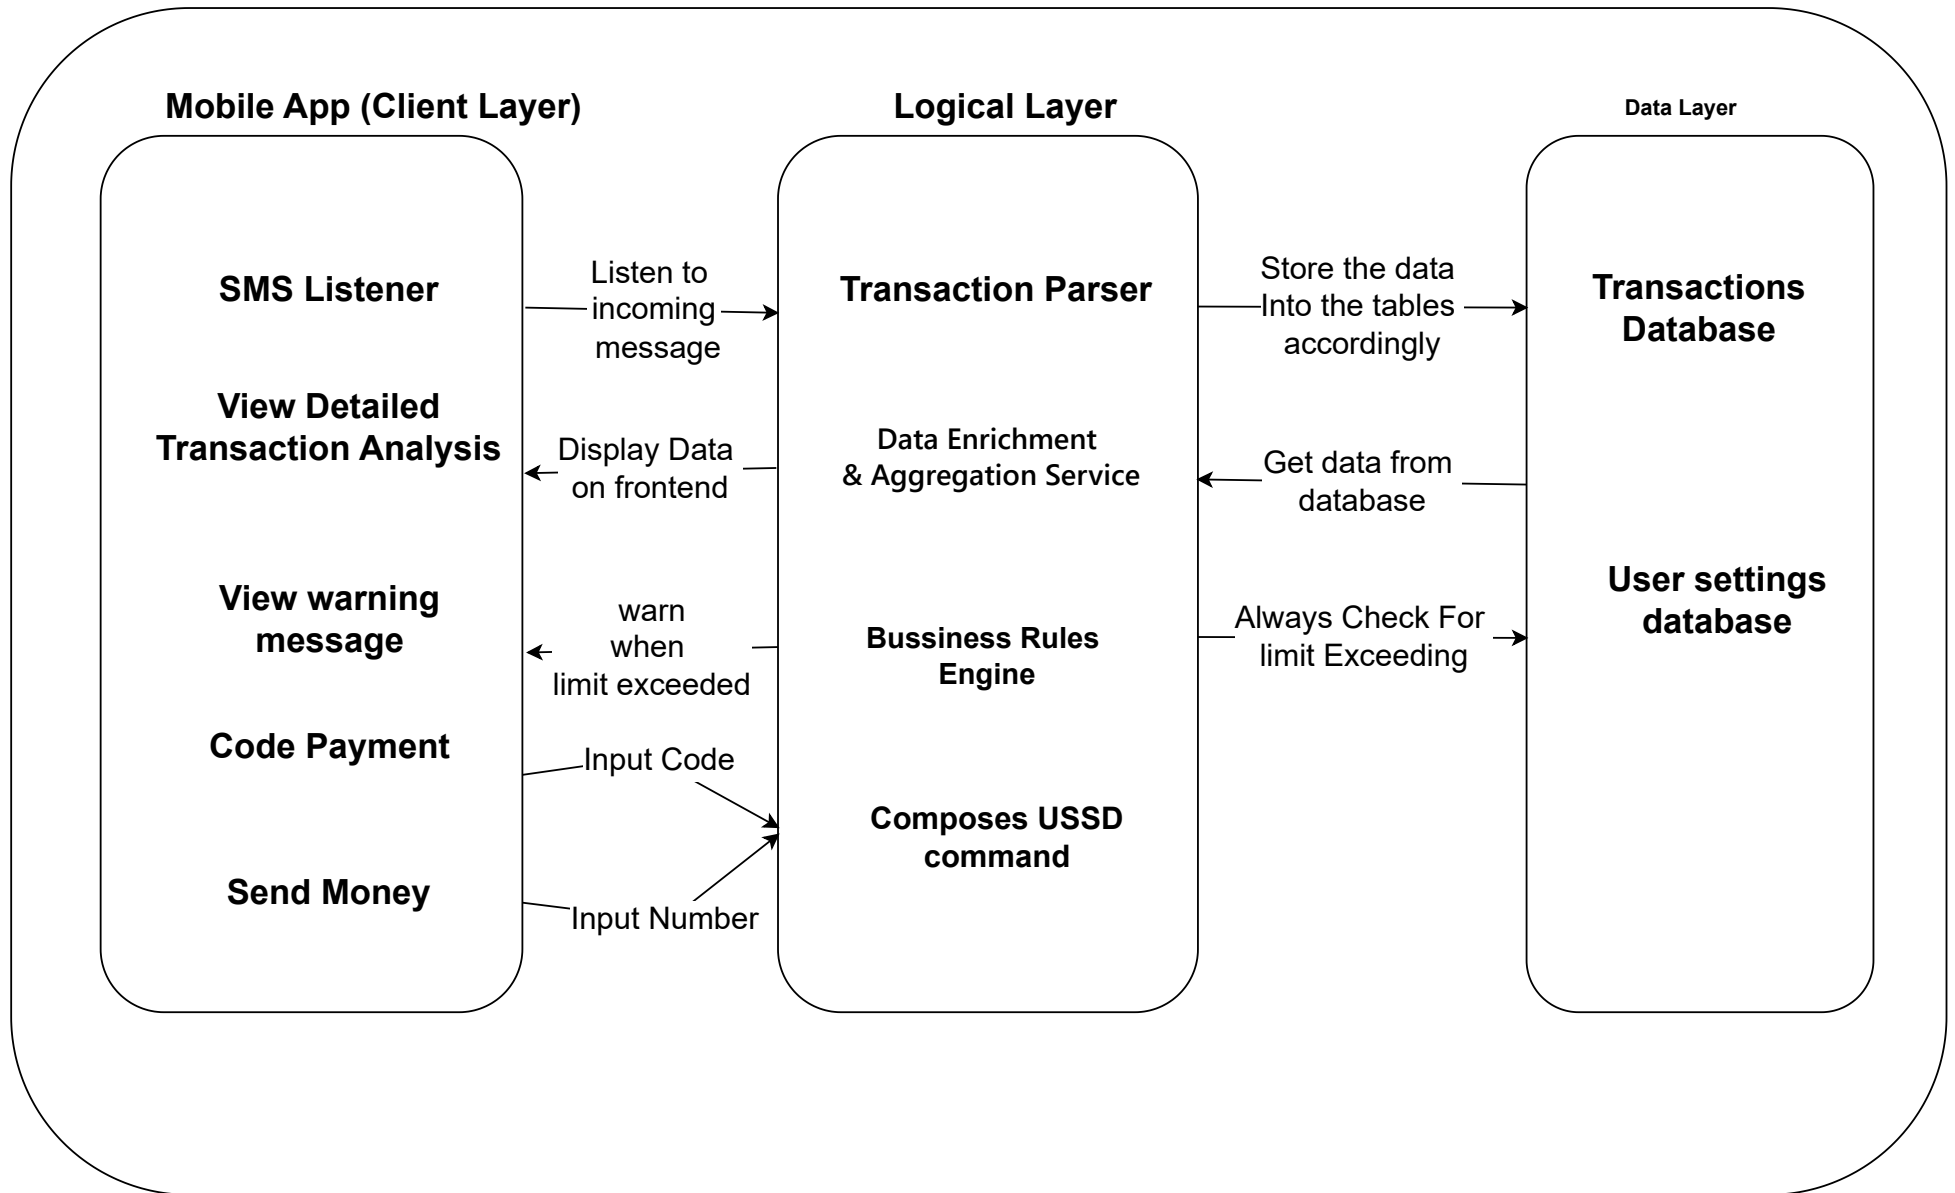 Mobile App (Client Layer)
Logical Layer
Data Layer
SMS Listener
Listen to
incoming
message
Transaction Parser
Store the data
Into the tables
accordingly
Transactions
Database
View Detailed
Transaction Analysis
Display Data
on frontend
Data Enrichment
& Aggregation Service
Get data from
database
View warning
message
warn
when
limit exceeded
Bussiness Rules
Engine
Always Check For
limit Exceeding
User settings
database
Code Payment
Input Code
Composes USSD
command
Send Money
Input Number